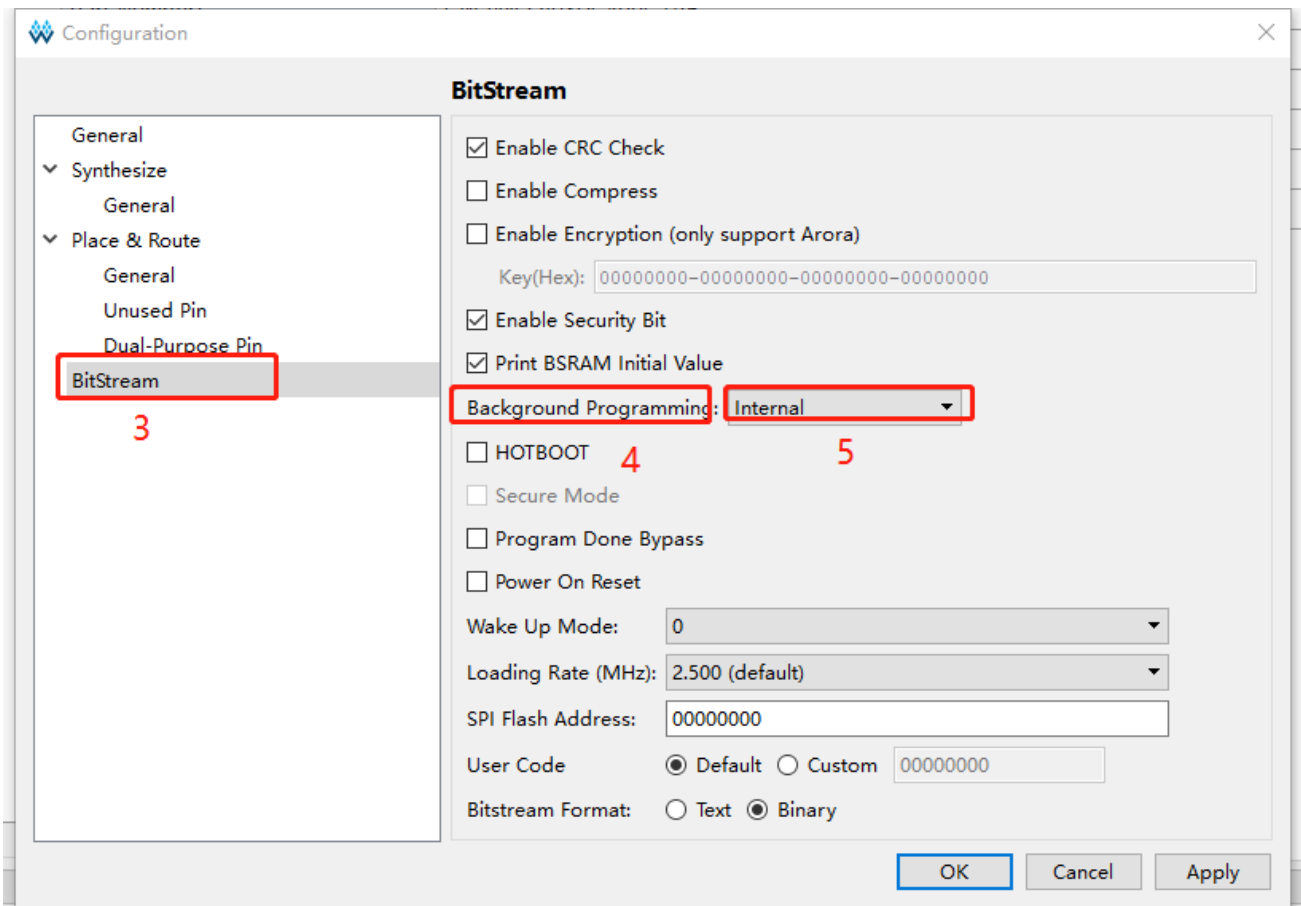 Configuration
BitStream
General
Synthesize
General
Place & Route
General
Unused Pin
Dual-Purpose Pin
BitStream
3
Enable CRC Check
Enable Compress
Enable Encryption (only support Arora)
Key(Hex): 00000000-00000000-00000000-00000000
Enable Security Bit
Print BSRAM Initial Value
Background Programming: Internal
4
5
HOTBOOT
Secure Mode
Program Done Bypass
Power On Reset
Wake Up Mode: 0
Loading Rate (MHz): 2.500 (default)
SPI Flash Address: 00000000
User Code Default Custom 00000000
Bitstream Format: Text Binary
OK Cancel Apply